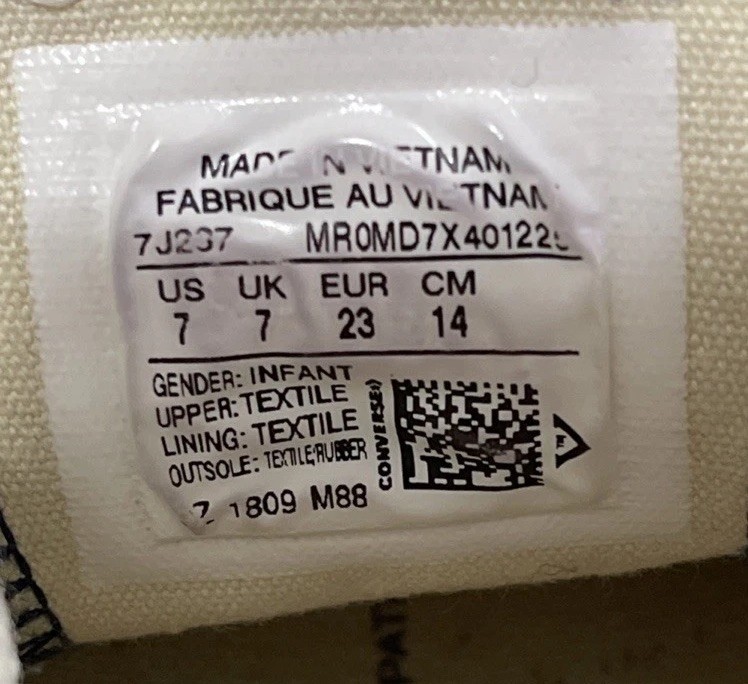 MADE IN VIETNAM
FABRIQUE AU VIETNAM
7J237 MR0MD7X401225
US UK EUR CM
7 7 23 14
GENDER: INFANT
UPPER: TEXTILE
LINING: TEXTILE
OUTSOLE: TEXTILE/RUBBER
CONVERSE
Z 1809 M88